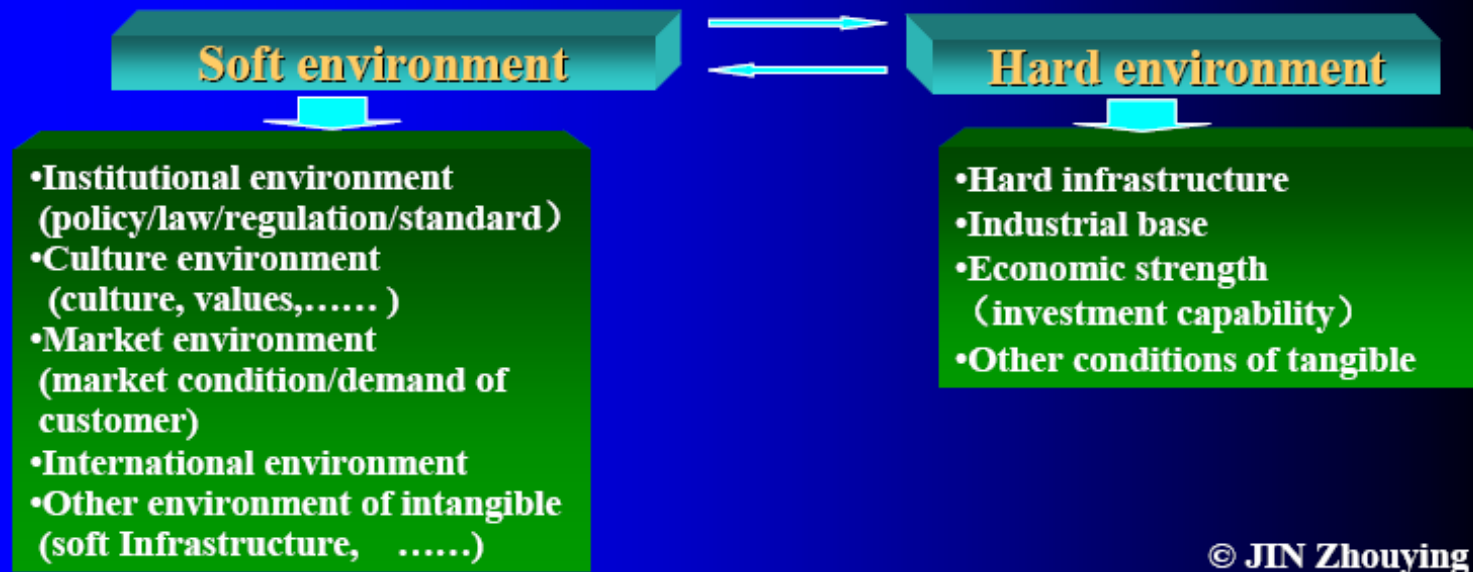 Soft environment
Hard environment
•Institutional environment
(policy/law/regulation/standard）
•Culture environment
(culture, values,…… )
•Market environment
(market condition/demand of
customer)
•International environment
•Other environment of intangible
(soft Infrastructure, ……)
•Hard infrastructure
•Industrial base
•Economic strength
（investment capability）
•Other conditions of tangible
© JIN Zhouying